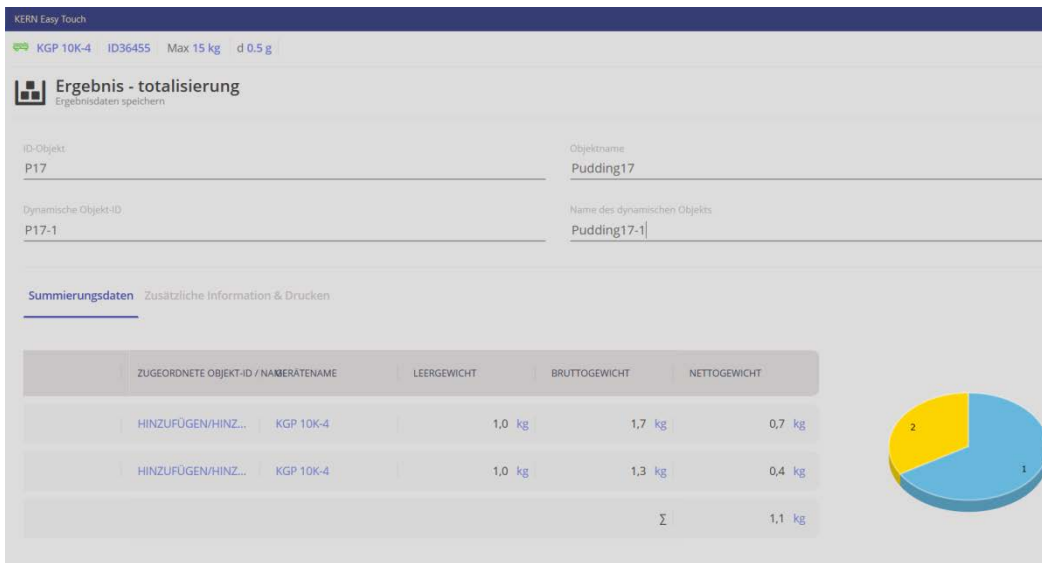 KERN Easy Touch
KGP 10K-4 ID36455 Max 15 kg d 0.5 g
Ergebnis - totalisierung
Ergebnisdaten speichern
ID-Objekt Objektname
P17 Pudding17
Dynamische Objekt-ID Name des dynamischen Objekts
P17-1 Pudding17-1
Summierungsdaten Zusätzliche Information & Drucken
ZUGEORDNETE OBJEKT-ID / NAME GERÄTENAME LEERGEWICHT BRUTTOGEWICHT NETTOGEWICHT
HINZUFÜGEN/HINZ... KGP 10K-4 1,0 kg 1,7 kg 0,7 kg
HINZUFÜGEN/HINZ... KGP 10K-4 1,0 kg 1,3 kg 0,4 kg
Σ 1,1 kg
2
1